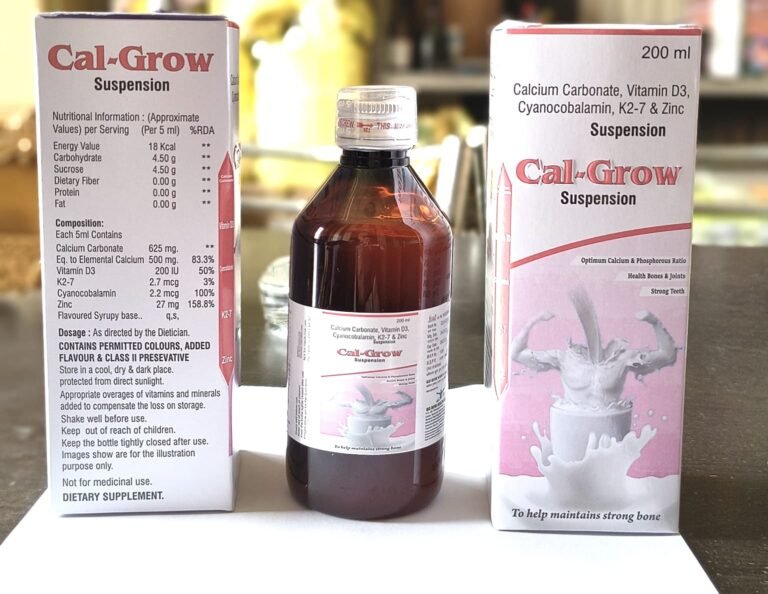 Cal-Grow
Suspension
Nutritional Information : (Approximate
Values) per Serving (Per 5 ml) %RDA
Energy Value 18 Kcal **
Carbohydrate 4.50 g **
Sucrose 4.50 g **
Dietary Fiber 0.00 g **
Protein 0.00 g **
Fat 0.00 g **
Composition:
Each 5ml Contains
Calcium Carbonate 625 mg. **
Eq. to Elemental Calcium 500 mg. 83.3%
Vitamin D3 200 IU 50%
K2-7 2.7 mcg 3%
Cyanocobalamin 2.2 mcg 100%
Zinc 27 mg 158.8%
Flavoured Syrupy base.. q,s,
Dosage : As directed by the Dietician.
CONTAINS PERMITTED COLOURS, ADDED
FLAVOUR & CLASS II PRESEVATIVE
Store in a cool, dry & dark place.
protected from direct sunligh.
Appropriate overages of vitamins and minerals
added to compensate the loss on storage.
Shake well before use.
Keep out of reach of children.
Keep the bottle tightly closed after use.
Images show are for the illustration
purpose only.
Not for medicinal use.
DIETARY SUPPLEMENT.
Vitamin D3
K2-7
Zinc
200 ml
Calcium Carbonate, Vitamin D3,
Cyanocobalamin, K2-7 & Zinc
Suspension
Cal-Grow
Suspension
To help maintains strong bone
200 ml
Calcium Carbonate, Vitamin D3,
Cyanocobalamin, K2-7 & Zinc
Suspension
Cal-Grow
Suspension
Optimum Calcium & Phosphorous Ratio
Health Bones & Joints
Strong Teeth
To help maintains strong bone